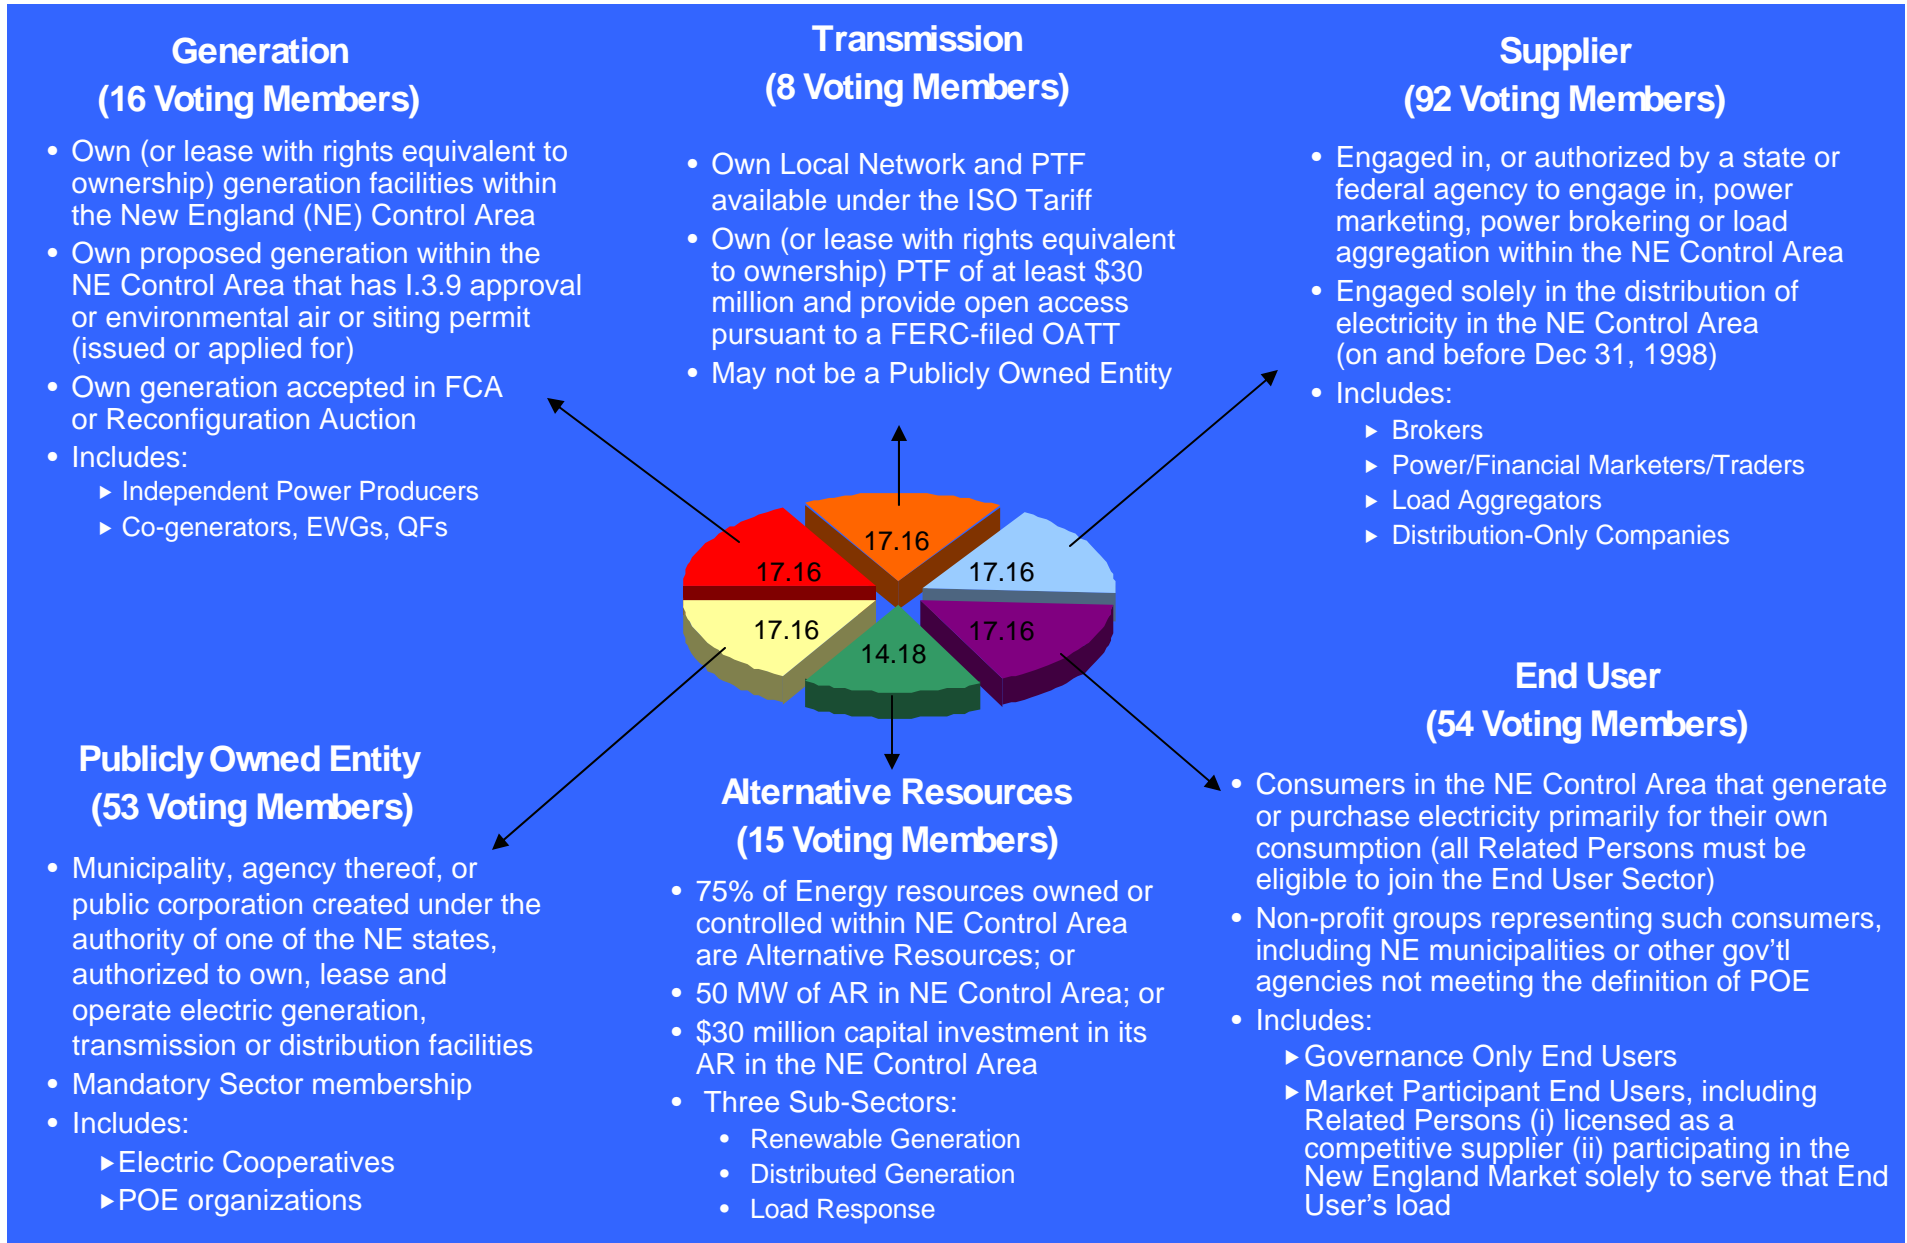 Generation
(16 Voting Members)
• Own (or lease with rights equivalent to
ownership) generation facilities within
the New England (NE) Control Area
• Own proposed generation within the
NE Control Area that has I.3.9 approval
or environmental air or siting permit
(issued or applied for)
• Own generation accepted in FCA
or Reconfiguration Auction
• Includes:
► Independent Power Producers
► Co-generators, EWGs, QFs
Transmission
(8 Voting Members)
• Own Local Network and PTF
available under the ISO Tariff
• Own (or lease with rights equivalent
to ownership) PTF of at least $30
million and provide open access
pursuant to a FERC-filed OATT
• May not be a Publicly Owned Entity
Supplier
(92 Voting Members)
• Engaged in, or authorized by a state or
federal agency to engage in, power
marketing, power brokering or load
aggregation within the NE Control Area
• Engaged solely in the distribution of
electricity in the NE Control Area
(on and before Dec 31, 1998)
• Includes:
► Brokers
► Power/Financial Marketers/Traders
► Load Aggregators
► Distribution-Only Companies
17.16
17.16
17.16
17.16
14.18
17.16
Publicly Owned Entity
(53 Voting Members)
• Municipality, agency thereof, or
public corporation created under the
authority of one of the NE states,
authorized to own, lease and
operate electric generation,
transmission or distribution facilities
• Mandatory Sector membership
• Includes:
►Electric Cooperatives
►POE organizations
Alternative Resources
(15 Voting Members)
• 75% of Energy resources owned or
controlled within NE Control Area
are Alternative Resources; or
• 50 MW of AR in NE Control Area; or
• $30 million capital investment in its
AR in the NE Control Area
• Three Sub-Sectors:
• Renewable Generation
• Distributed Generation
• Load Response
End User
(54 Voting Members)
• Consumers in the NE Control Area that generate
or purchase electricity primarily for their own
consumption (all Related Persons must be
eligible to join the End User Sector)
• Non-profit groups representing such consumers,
including NE municipalities or other gov’tl
agencies not meeting the definition of POE
• Includes:
►Governance Only End Users
►Market Participant End Users, including
Related Persons (i) licensed as a
competitive supplier (ii) participating in the
New England Market solely to serve that End
User’s load